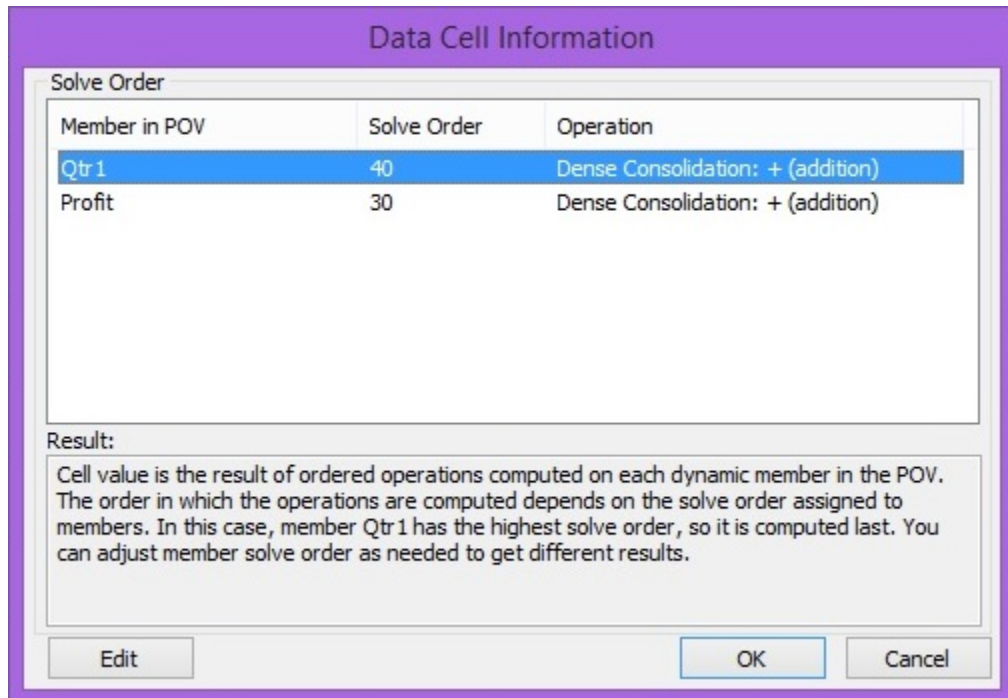 Data Cell Information
Solve Order
Member in POV Solve Order Operation
Qtr1 40 Dense Consolidation: + (addition)
Profit 30 Dense Consolidation: + (addition)
Result:
Cell value is the result of ordered operations computed on each dynamic member in the POV.
The order in which the operations are computed depends on the solve order assigned to
members. In this case, member Qtr1 has the highest solve order, so it is computed last. You
can adjust member solve order as needed to get different results.
Edit OK Cancel